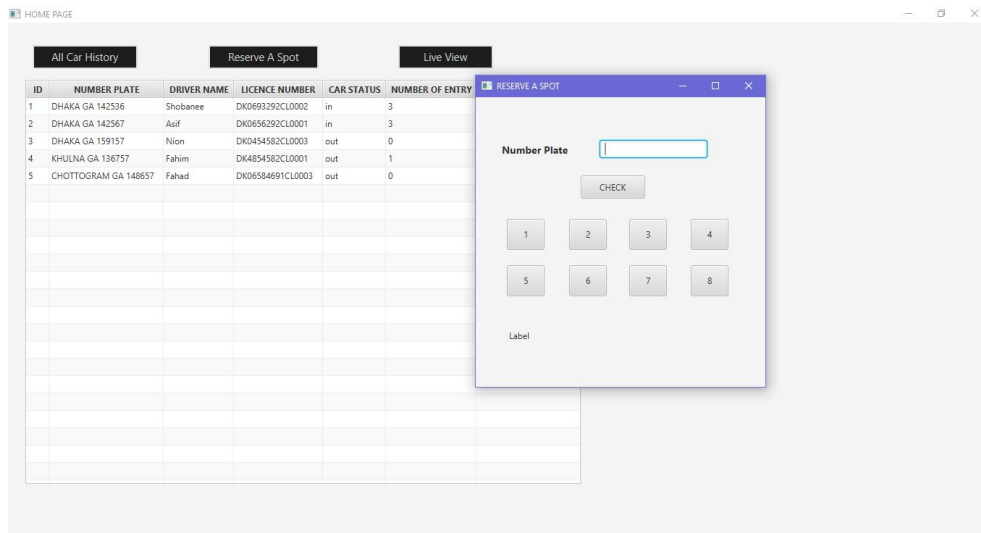 HOME PAGE
All Car History
Reserve A Spot
Live View
ID NUMBER PLATE DRIVER NAME LICENCE NUMBER CAR STATUS NUMBER OF ENTRY
1 DHAKA GA 142536 Shobanee DK0693292CL0002 in 3
2 DHAKA GA 142567 Asif DK0656292CL0001 in 3
3 DHAKA GA 159157 Nion DK0454582CL0003 out 0
4 KHULNA GA 136757 Fahim DK4854582CL0001 out 1
5 CHOTTOGRAM GA 148657 Fahad DK06584691CL0003 out 0
RESERVE A SPOT
Number Plate
CHECK
1 2 3 4
5 6 7 8
Label